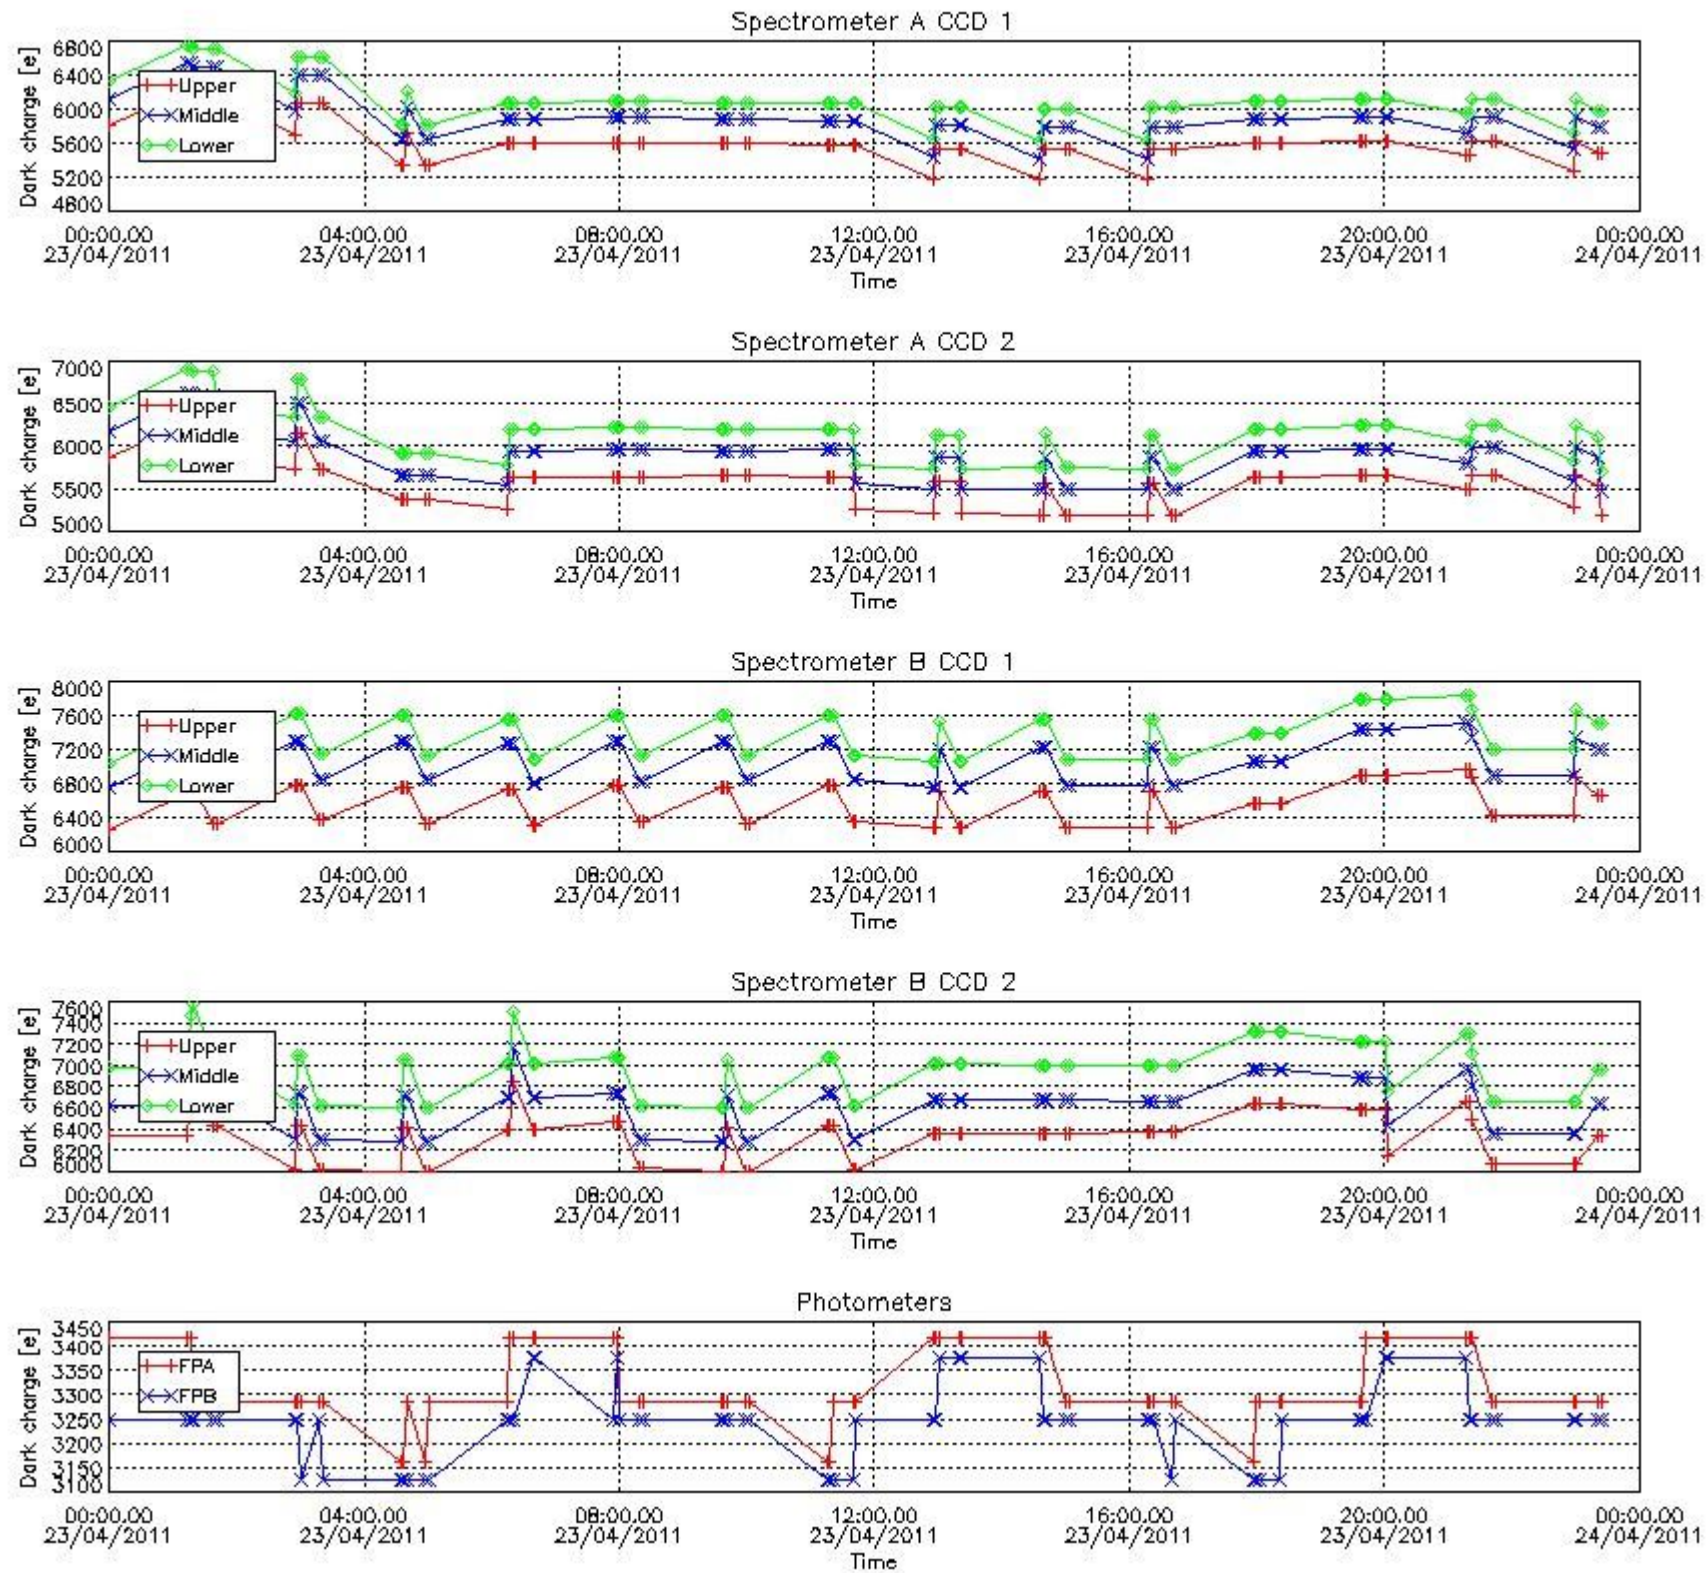 Spectrometer A CCD 1
Dark charge [e]
6800
6400
6000
5600
5200
4800
Upper
Middle
Lower
00:00.00 04:00.00 08:00.00 12:00.00 16:00.00 20:00.00 00:00.00
23/04/2011 23/04/2011 23/04/2011 23/04/2011 23/04/2011 23/04/2011 24/04/2011
Time
Spectrometer A CCD 2
Dark charge [e]
7000
6500
6000
5500
5000
Upper
Middle
Lower
00:00.00 04:00.00 08:00.00 12:00.00 16:00.00 20:00.00 00:00.00
23/04/2011 23/04/2011 23/04/2011 23/04/2011 23/04/2011 23/04/2011 24/04/2011
Time
Spectrometer B CCD 1
Dark charge [e]
8000
7600
7200
6800
6400
6000
Upper
Middle
Lower
00:00.00 04:00.00 08:00.00 12:00.00 16:00.00 20:00.00 00:00.00
23/04/2011 23/04/2011 23/04/2011 23/04/2011 23/04/2011 23/04/2011 24/04/2011
Time
Spectrometer B CCD 2
Dark charge [e]
7600
7400
7200
7000
6800
6600
6400
6200
6000
Upper
Middle
Lower
00:00.00 04:00.00 08:00.00 12:00.00 16:00.00 20:00.00 00:00.00
23/04/2011 23/04/2011 23/04/2011 23/04/2011 23/04/2011 23/04/2011 24/04/2011
Time
Photometers
Dark charge [e]
3450
3400
3350
3300
3250
3200
3150
3100
FPA
FPB
00:00.00 04:00.00 08:00.00 12:00.00 16:00.00 20:00.00 00:00.00
23/04/2011 23/04/2011 23/04/2011 23/04/2011 23/04/2011 23/04/2011 24/04/2011
Time